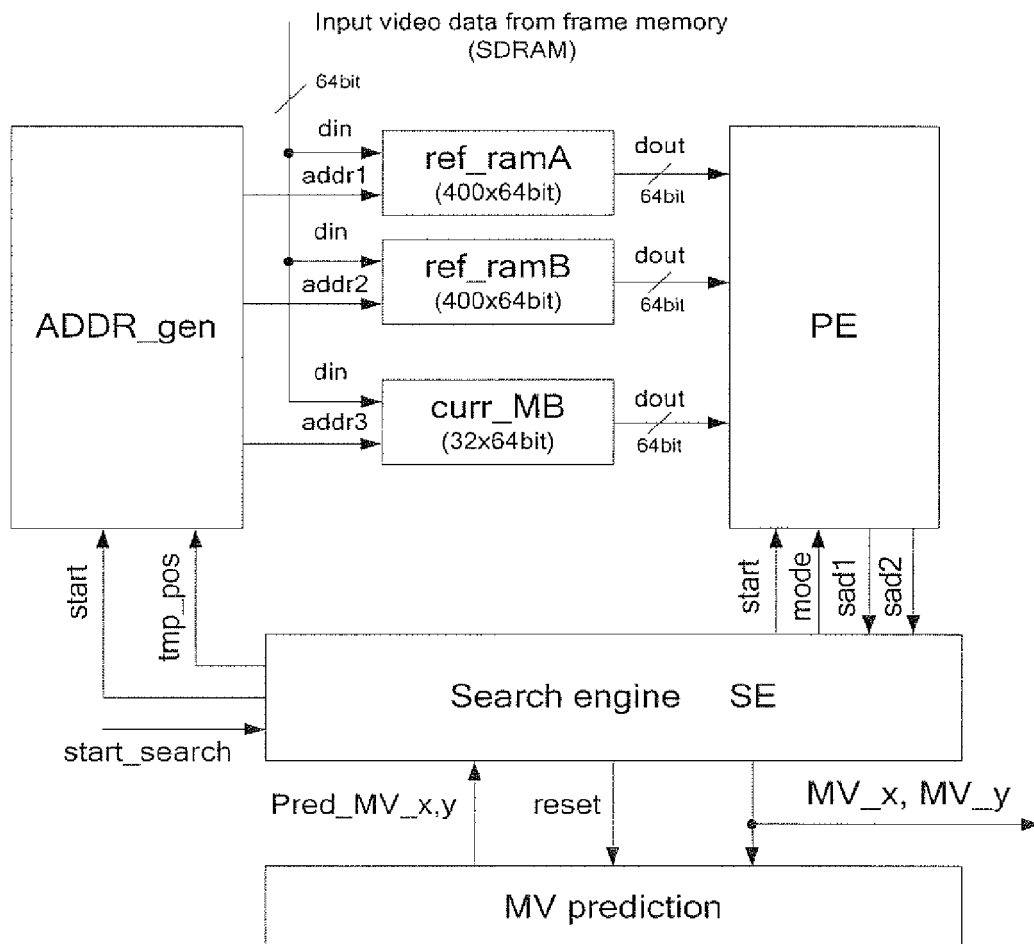 Input video data from frame memory
(SDRAM)
64bit
din
ref_ramA
(400x64bit)
addr1
dout
64bit
din
ref_ramB
(400x64bit)
addr2
dout
64bit
ADDR_gen
PE
din
curr_MB
(32x64bit)
addr3
dout
64bit
start
tmp_pos
start
mode
sad1
sad2
Search engine SE
start_search
Pred_MV_x,y
reset
MV_x, MV_y
MV prediction